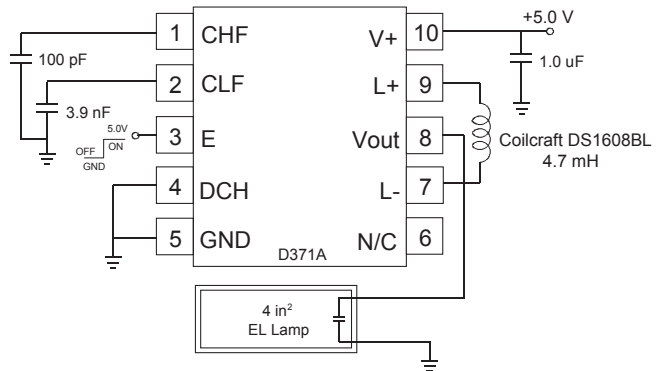 +5.0 V
1 CHF V+ 10
100 pF
1.0 uF
2 CLF L+ 9
3.9 nF
5.0V
OFF ON
GND
3 E Vout 8
Coilcraft DS1608BL
4.7 mH
4 DCH L- 7
5 GND N/C 6
D371A
4 in²
EL Lamp